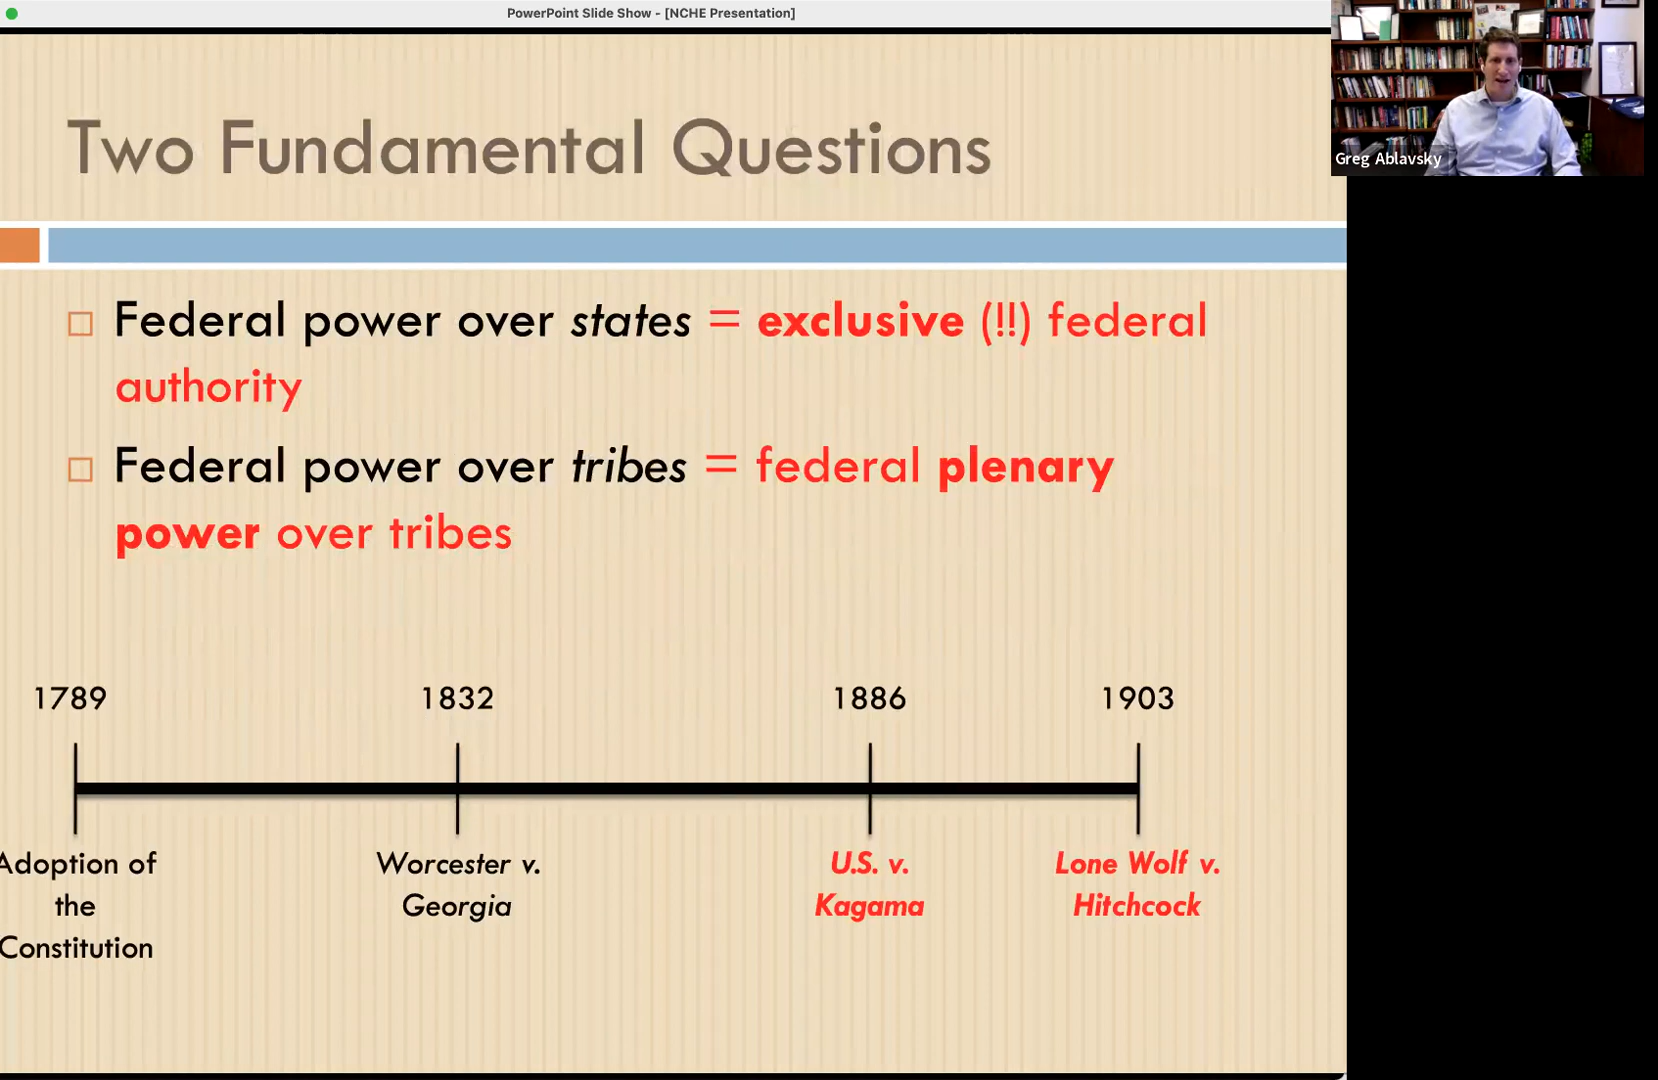 PowerPoint Slide Show - [NCHE Presentation]
Greg Ablavsky
Two Fundamental Questions
Federal power over states = exclusive (!!) federal
authority
Federal power over tribes = federal plenary
power over tribes
1789
1832
1886
1903
Adoption of
the
Constitution
Worcester v.
Georgia
U.S. v.
Kagama
Lone Wolf v.
Hitchcock